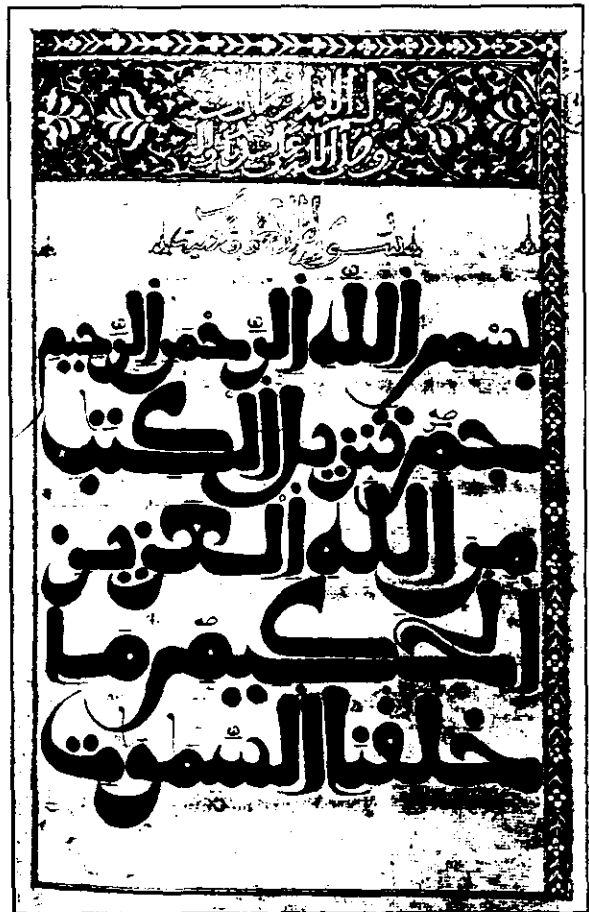 بسم الله الرحمن الرحيم
حم تنزيل الكتب
من الله العزيز
الحكيم ما
خلقنا السموت